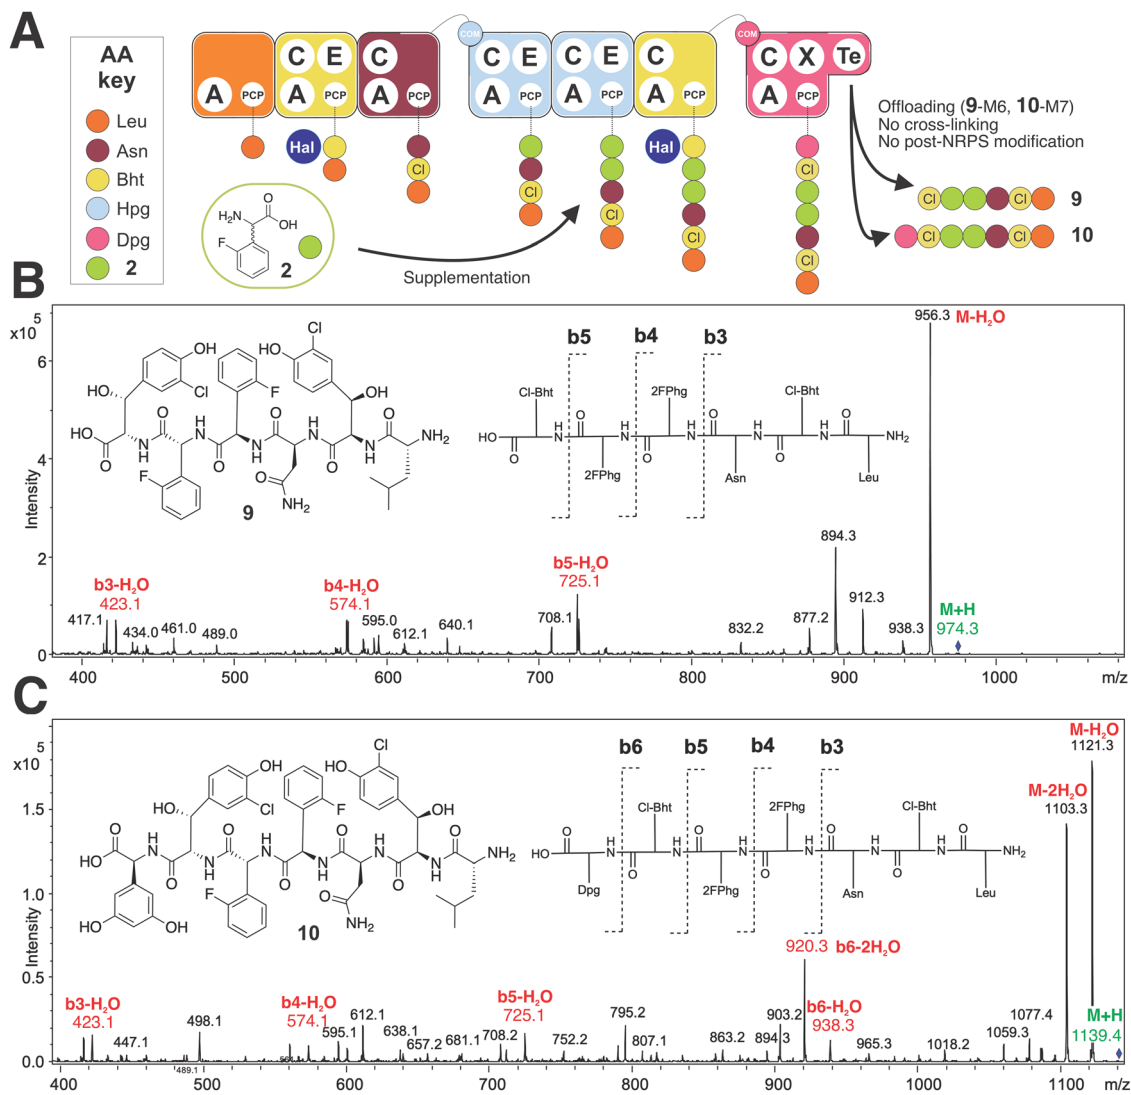 A
AA
key
Leu
Asn
Bht
Hpg
Dpg
2
A PCP
C E
A PCP
C
A PCP
COM
C E
A PCP
C E
A PCP
C
A PCP
COM
C X Te
A PCP
Hal
Hal
Cl
Cl
Cl
Cl
Cl
Cl
Cl
H₂N
O
OH
F
2
Supplementation
Offloading (9-M6, 10-M7)
No cross-linking
No post-NRPS modification
Cl Cl 9
Cl Cl 10
B
5
x10
6
4
2
0
Intensity
OH
Cl
HO
F
HO
Cl
OH
HO
O
N
H
O
H
N
O
N
H
O
H
N
O
N
H
O
NH₂
F
O
NH₂
9
b5 b4 b3
Cl-Bht 2FPhg Cl-Bht
HO
O
H
N
O
H
N
O
H
N
O
H
N
O
H
N
O
NH₂
2FPhg Asn Leu
956.3 M-H₂O
894.3
912.3
M+H
974.3
938.3
877.2
832.2
b5-H₂O
725.1
708.1
640.1
b4-H₂O
574.1
595.0
612.1
b3-H₂O
423.1
417.1
434.0
461.0
489.0
400 500 600 700 800 900 1000 m/z
C
5
x10
1.5
1.0
0.5
0.0
Intensity
OH
Cl
HO
F
HO
Cl
OH
HO
O
H
N
O
N
H
O
H
N
O
N
H
O
H
N
O
N
H
O
NH₂
HO
OH
F
O
NH₂
10
b6 b5 b4 b3
Cl-Bht 2FPhg Cl-Bht
HO
O
H
N
O
H
N
O
H
N
O
H
N
O
H
N
O
H
N
O
NH₂
Dpg 2FPhg Asn Leu
M-H₂O
1121.3
M-2H₂O
1103.3
920.3 b6-2H₂O
b6-H₂O
938.3
M+H
1139.4
1077.4
1059.3
1018.2
965.3
903.2
894.3
863.2
807.1
795.2
752.2
b5-H₂O
725.1
708.2
681.1
657.2
638.1
612.1
595.1
b4-H₂O
574.1
498.1
489.1
447.1
b3-H₂O
423.1
400 500 600 700 800 900 1000 1100 m/z